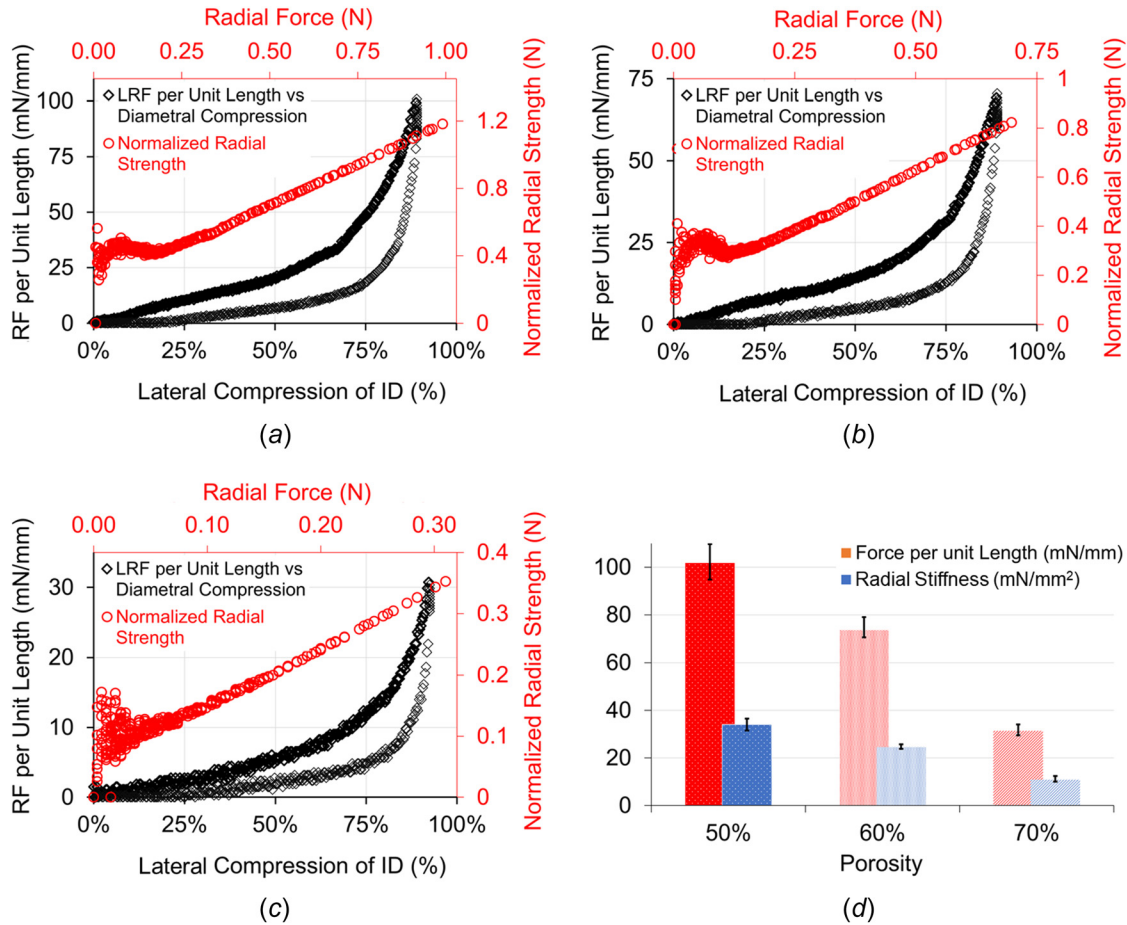 Radial Force (N)
0.00 0.25 0.50 0.75 1.00
RF per Unit Length (mN/mm)
100
75
50
25
0
LRF per Unit Length vs
Diametral Compression
Normalized Radial
Strength
1.2
0.8
0.4
0
Normalized Radial Strength (N)
0% 25% 50% 75% 100%
Lateral Compression of ID (%)
(a)
Radial Force (N)
0.00 0.25 0.50 0.75
RF per Unit Length (mN/mm)
75
50
25
0
LRF per Unit Length vs
Diametral Compression
Normalized Radial
Strength
1
0.8
0.6
0.4
0.2
0
Normalized Radial Strength (N)
0% 25% 50% 75% 100%
Lateral Compression of ID (%)
(b)
Radial Force (N)
0.00 0.10 0.20 0.30
RF per Unit Length (mN/mm)
30
20
10
0
LRF per Unit Length vs
Diametral Compression
Normalized Radial
Strength
0.4
0.3
0.2
0.1
0
Normalized Radial Strength (N)
0% 25% 50% 75% 100%
Lateral Compression of ID (%)
(c)
100
80
60
40
20
0
Force per unit Length (mN/mm)
Radial Stiffness (mN/mm²)
50% 60% 70%
Porosity
(d)